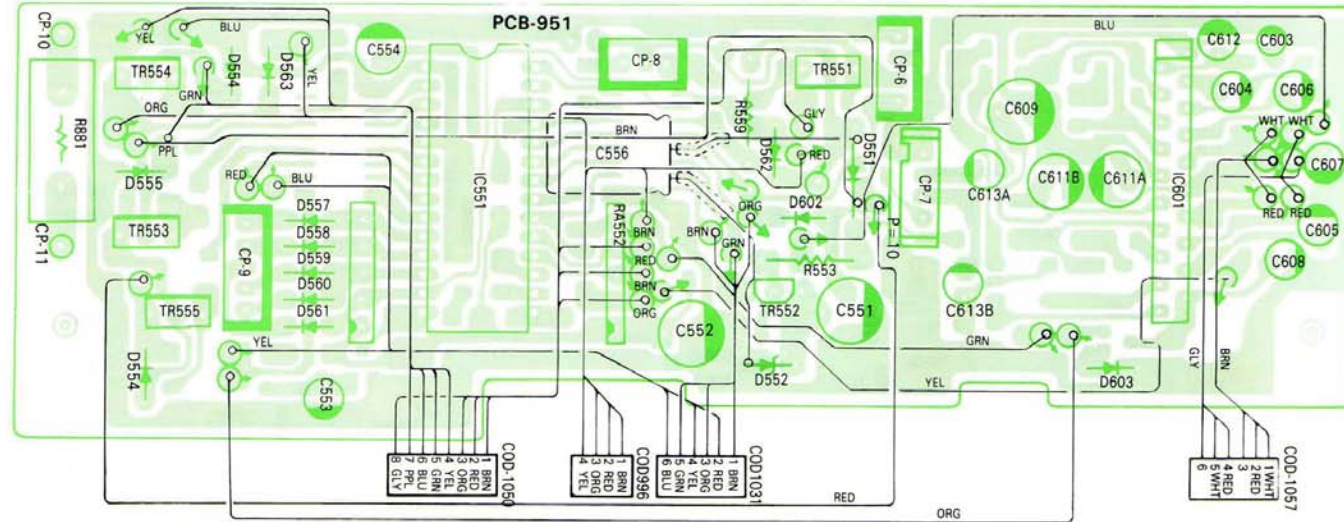 PCB-951
CP-10
YEL
BLU
D554
D563
YEL
TR554
GRN
ORG
PPL
R881
D555
RED
BLU
TR553
CP-11
CP-9
D557
D558
D559
D560
D561
TR555
D554
YEL
C553
C554
IC551
CP-8
BRN
C556
RA552
BRN
RED
BRN
ORG
C552
R559
D562
GLY
RED
TR551
D551
CP-6
BLU
CP-7
P=10
ORG
D602
BRN
GRN
R553
TR552
C551
D552
C609
C613A
C611B
C611A
C613B
IC601
C612
C603
C604
C606
WHT
WHT
C607
RED
RED
C605
C608
GRN
YEL
D603
GLY
BRN
8 GLY
7 PPL
6 BLU
5 GRN
4 YEL
3 ORG
2 RED
1 BRN
COD-1050
4 YEL
3 ORG
2 RED
1 BRN
COD996
6 BLU
5 GRN
4 YEL
3 ORG
2 RED
1 BRN
COD1031
6
5 WHT
4 RED
3
2 RED
1 WHT
COD-1057
RED
ORG